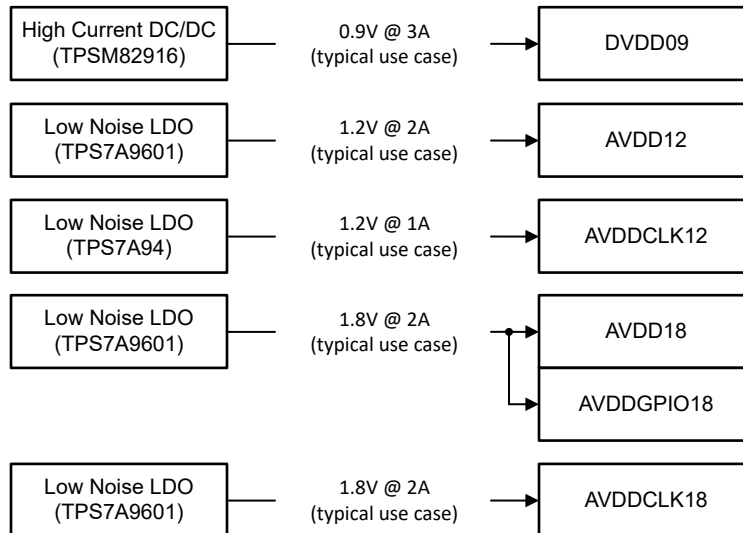 High Current DC/DC
(TPSM82916)
0.9V @ 3A
(typical use case)
DVDD09
Low Noise LDO
(TPS7A9601)
1.2V @ 2A
(typical use case)
AVDD12
Low Noise LDO
(TPS7A94)
1.2V @ 1A
(typical use case)
AVDDCLK12
Low Noise LDO
(TPS7A9601)
1.8V @ 2A
(typical use case)
AVDD18
AVDDGPIO18
Low Noise LDO
(TPS7A9601)
1.8V @ 2A
(typical use case)
AVDDCLK18